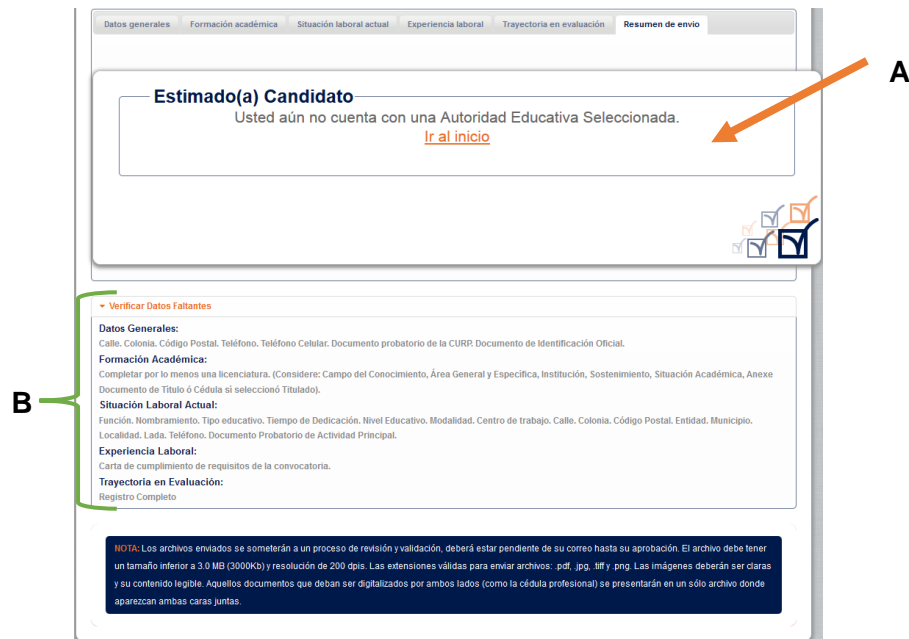 Datos generales Formación académica Situación laboral actual Experiencia laboral Trayectoria en evaluación Resumen de envio
A
Estimado(a) Candidato
Usted aún no cuenta con una Autoridad Educativa Seleccionada.
Ir al inicio
Verificar Datos Faltantes
Datos Generales:
Calle. Colonia. Código Postal. Teléfono. Teléfono Celular. Documento probatorio de la CURP. Documento de Identificación Oficial.
Formación Académica:
Completar por lo menos una licenciatura. (Considere: Campo del Conocimiento, Área General y Específica, Institución, Sostenimiento, Situación Académica, Anexe
Documento de Título ó Cédula sí seleccionó Titulado).
B
Situación Laboral Actual:
Función. Nombramiento. Tipo educativo. Tiempo de Dedicación. Nivel Educativo. Modalidad. Centro de trabajo. Calle. Colonia. Código Postal. Entidad. Municipio.
Localidad. Lada. Teléfono. Documento Probatorio de Actividad Principal.
Experiencia Laboral:
Carta de cumplimiento de requisitos de la convocatoria.
Trayectoria en Evaluación:
Registro Completo
NOTA: Los archivos enviados se someterán a un proceso de revisión y validación, deberá estar pendiente de su correo hasta su aprobación. El archivo debe tener
un tamaño inferior a 3.0 MB (3000Kb) y resolución de 200 dpis. Las extensiones válidas para enviar archivos: .pdf, .jpg, .tiff y .png. Las imágenes deberán ser claras
y su contenido legible. Aquellos documentos que deban ser digitalizados por ambos lados (como la cédula profesional) se presentarán en un sólo archivo donde
aparezcan ambas caras juntas.